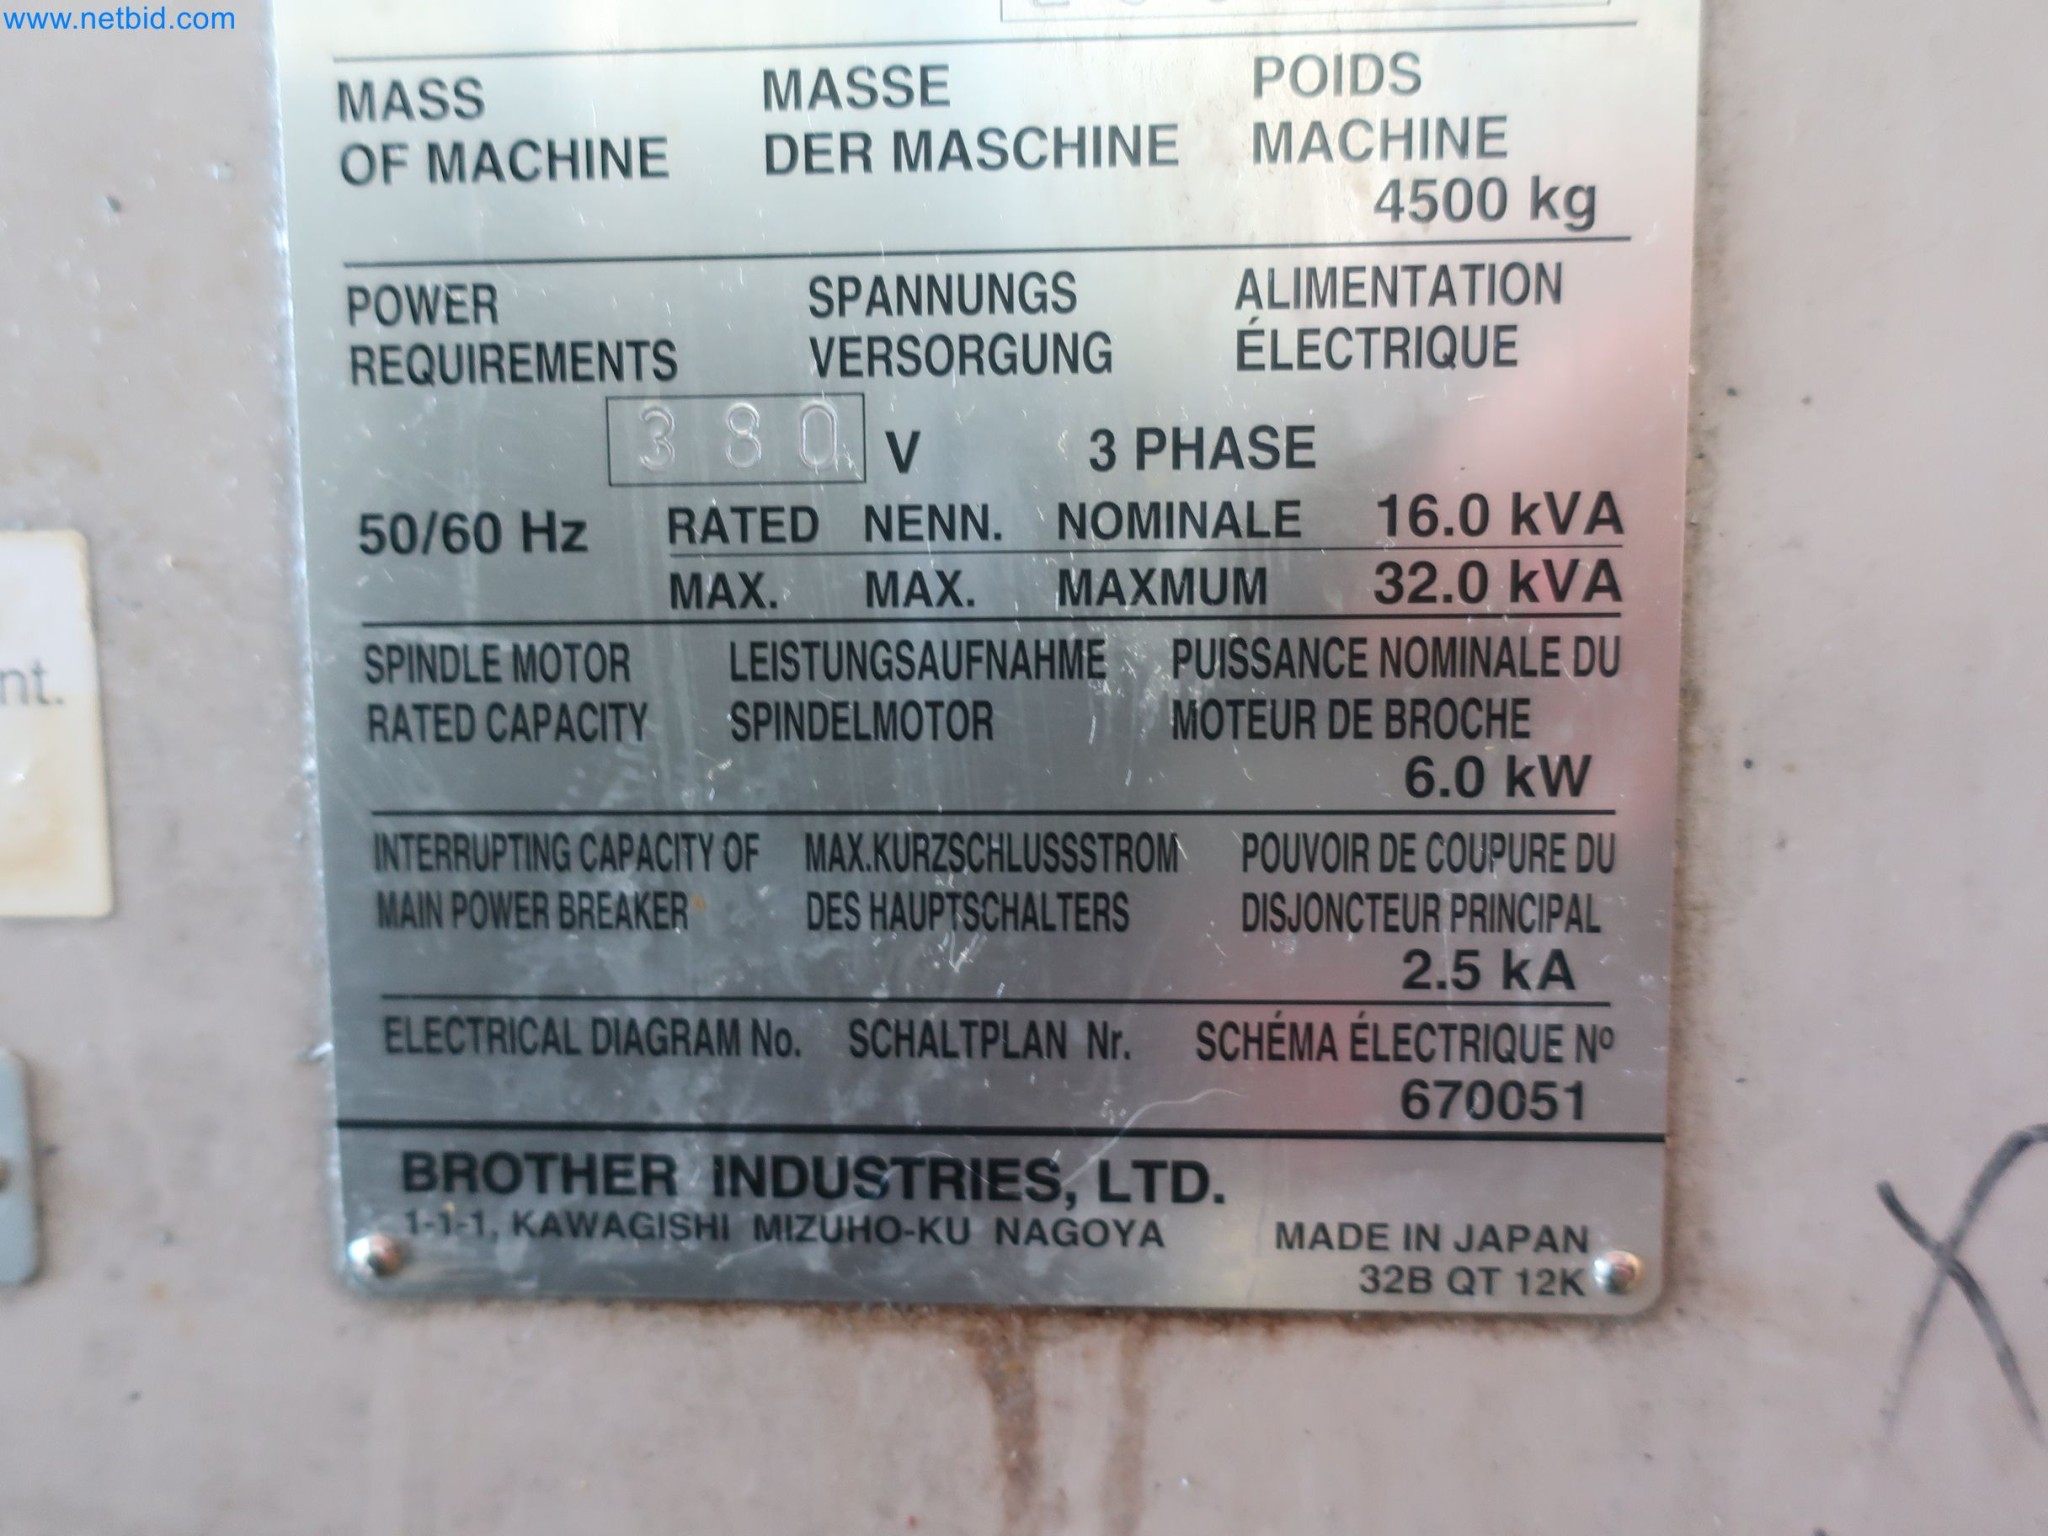 www.netbid.com
MASS MASSE POIDS
OF MACHINE DER MASCHINE MACHINE
4500 kg
POWER SPANNUNGS ALIMENTATION
REQUIREMENTS VERSORGUNG ÉLECTRIQUE
380 V 3 PHASE
50/60 Hz RATED NENN. NOMINALE 16.0 kVA
MAX. MAX. MAXMUM 32.0 kVA
SPINDLE MOTOR LEISTUNGSAUFNAHME PUISSANCE NOMINALE DU
RATED CAPACITY SPINDELMOTOR MOTEUR DE BROCHE
6.0 kW
INTERRUPTING CAPACITY OF MAX.KURZSCHLUSSSTROM POUVOIR DE COUPURE DU
MAIN POWER BREAKER DES HAUPTSCHALTERS DISJONCTEUR PRINCIPAL
2.5 kA
ELECTRICAL DIAGRAM No. SCHALTPLAN Nr. SCHÉMA ÉLECTRIQUE Nº
670051
BROTHER INDUSTRIES, LTD.
1-1-1, KAWAGISHI MIZUHO-KU NAGOYA MADE IN JAPAN
32B QT 12K
nt.